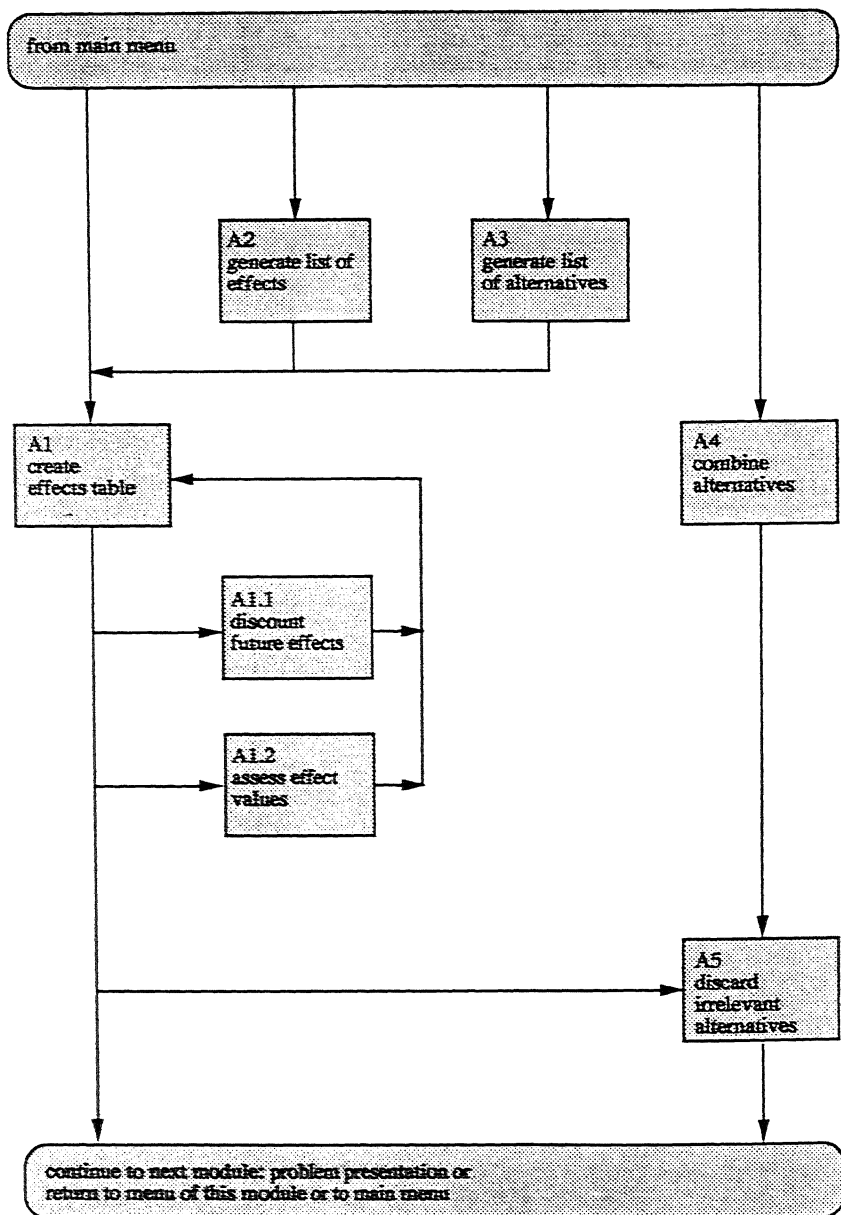 from main menu
A2
generate list of
effects
A3
generate list
of alternatives
A1
create
effects table
A4
combine
alternatives
A1.1
discount
future effects
A1.2
assess effect
values
A5
discard
irrelevant
alternatives
continue to next module: problem presentation or
return to menu of this module or to main menu